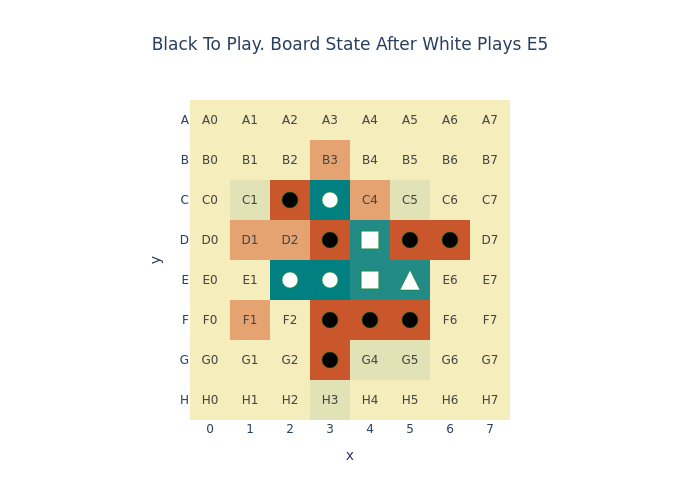 Black To Play. Board State After White Plays E5
A A0 A1 A2 A3 A4 A5 A6 A7
B B0 B1 B2 B3 B4 B5 B6 B7
C C0 C1 C4 C5 C6 C7
D D0 D1 D2 D7
y
E E0 E1 E6 E7
F F0 F1 F2 F6 F7
G G0 G1 G2 G4 G5 G6 G7
H H0 H1 H2 H3 H4 H5 H6 H7
0 1 2 3 4 5 6 7
x